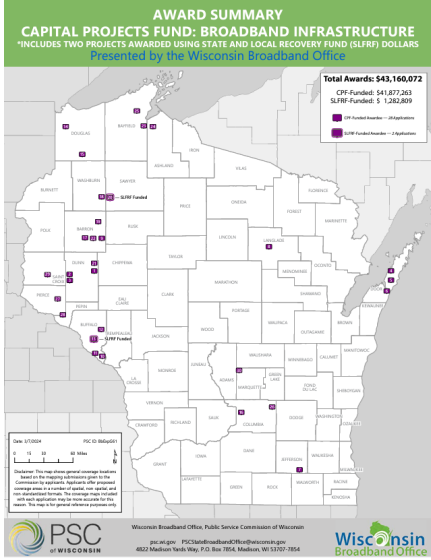 AWARD SUMMARY
CAPITAL PROJECTS FUND: BROADBAND INFRASTRUCTURE
*INCLUDES TWO PROJECTS AWARDED USING STATE AND LOCAL RECOVERY FUND (SLFRF) DOLLARS
Presented by the Wisconsin Broadband Office
Total Awards: $43,160,072
CPF-Funded: $41,877,263
SLFRF-Funded: $ 1,282,809
CPF-Funded Awardee — 28 Applications
SLFRF-Funded Awardee — 2 Applications
DOUGLAS
BAYFIELD
ASHLAND
IRON
VILAS
WASHBURN
SAWYER
SLFRF Funded
BURNETT
FLORENCE
PRICE
ONEIDA
FOREST
MARINETTE
POLK
BARRON
RUSK
LINCOLN
LANGLADE
TAYLOR
OCONTO
DUNN
CHIPPEWA
MENOMINEE
MARATHON
DOOR
SHAWANO
PIERCE
PEPIN
EAU CLAIRE
CLARK
KEWAUNEE
PORTAGE
BUFFALO
SLFRF Funded
JACKSON
WOOD
WAUPACA
OUTAGAMIE
BROWN
MANITOWOC
WAUSHARA
WINNEBAGO
CALUMET
LA CROSSE
MONROE
JUNEAU
ADAMS
MARQUETTE
GREEN LAKE
FOND DU LAC
SHEBOYGAN
VERNON
CRAWFORD
RICHLAND
SAUK
COLUMBIA
DODGE
WASHINGTON
OZAUKEE
GRANT
IOWA
DANE
JEFFERSON
WAUKESHA
MILWAUKEE
LAFAYETTE
GREEN
ROCK
WALWORTH
RACINE
KENOSHA
Date: 3/7/2024
0 15 30 60 Miles
Disclaimer: This map shows general coverage locations
based on the mapping submissions given to the
Commission by applicants. Applicants offer proposed
coverage areas in a number of spatial, non- spatial, and
non-standardized formats. The coverage maps included
with each application may be more accurate for this
reason. This map is for general reference purposes only.
PSC
OF WISCONSIN
Wisconsin Broadband Office, Public Service Commission of Wisconsin
psc.wi.gov PSCStateBroadbandOffice@wisconsin.gov
4822 Madison Yards Way, P.O. Box 7854, Madison, WI 53707-7854
Wisconsin
Broadband Office